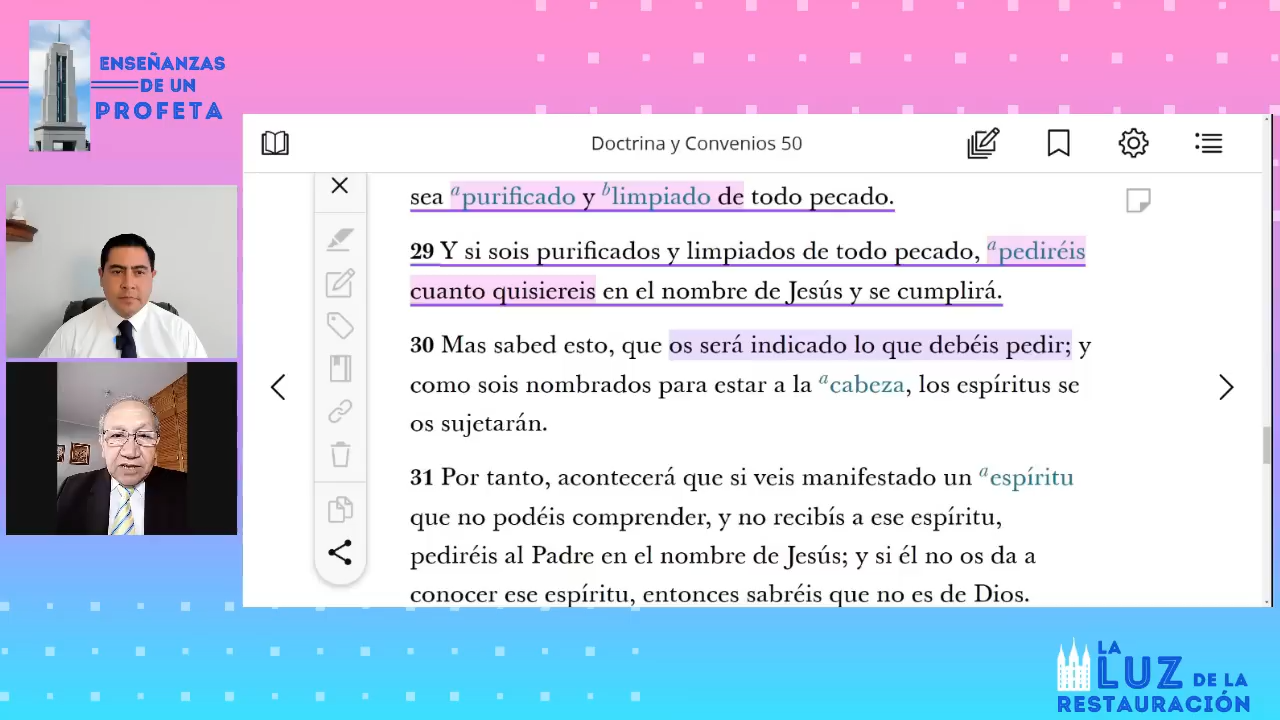 ENSEÑANZAS
DE UN
PROFETA
Doctrina y Convenios 50
sea ᵃpurificado y ᵇlimpiado de todo pecado.
29 Y si sois purificados y limpiados de todo pecado, ᵃpediréis
cuanto quisiereis en el nombre de Jesús y se cumplirá.
30 Mas sabed esto, que os será indicado lo que debéis pedir; y
como sois nombrados para estar a la ᵃcabeza, los espíritus se
os sujetarán.
31 Por tanto, acontecerá que si veis manifestado un ᵃespíritu
que no podéis comprender, y no recibís a ese espíritu,
pediréis al Padre en el nombre de Jesús; y si él no os da a
conocer ese espíritu, entonces sabréis que no es de Dios.
LA
LUZ DE LA
RESTAURACIÓN